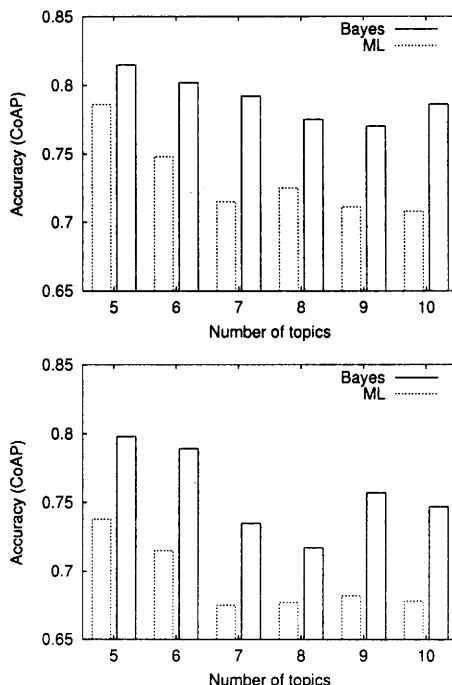 0.85
Bayes
ML
0.8
0.75
0.7
0.65
Accuracy (CoAP)
5 6 7 8 9 10
Number of topics
0.85
Bayes
ML
0.8
0.75
0.7
0.65
Accuracy (CoAP)
5 6 7 8 9 10
Number of topics